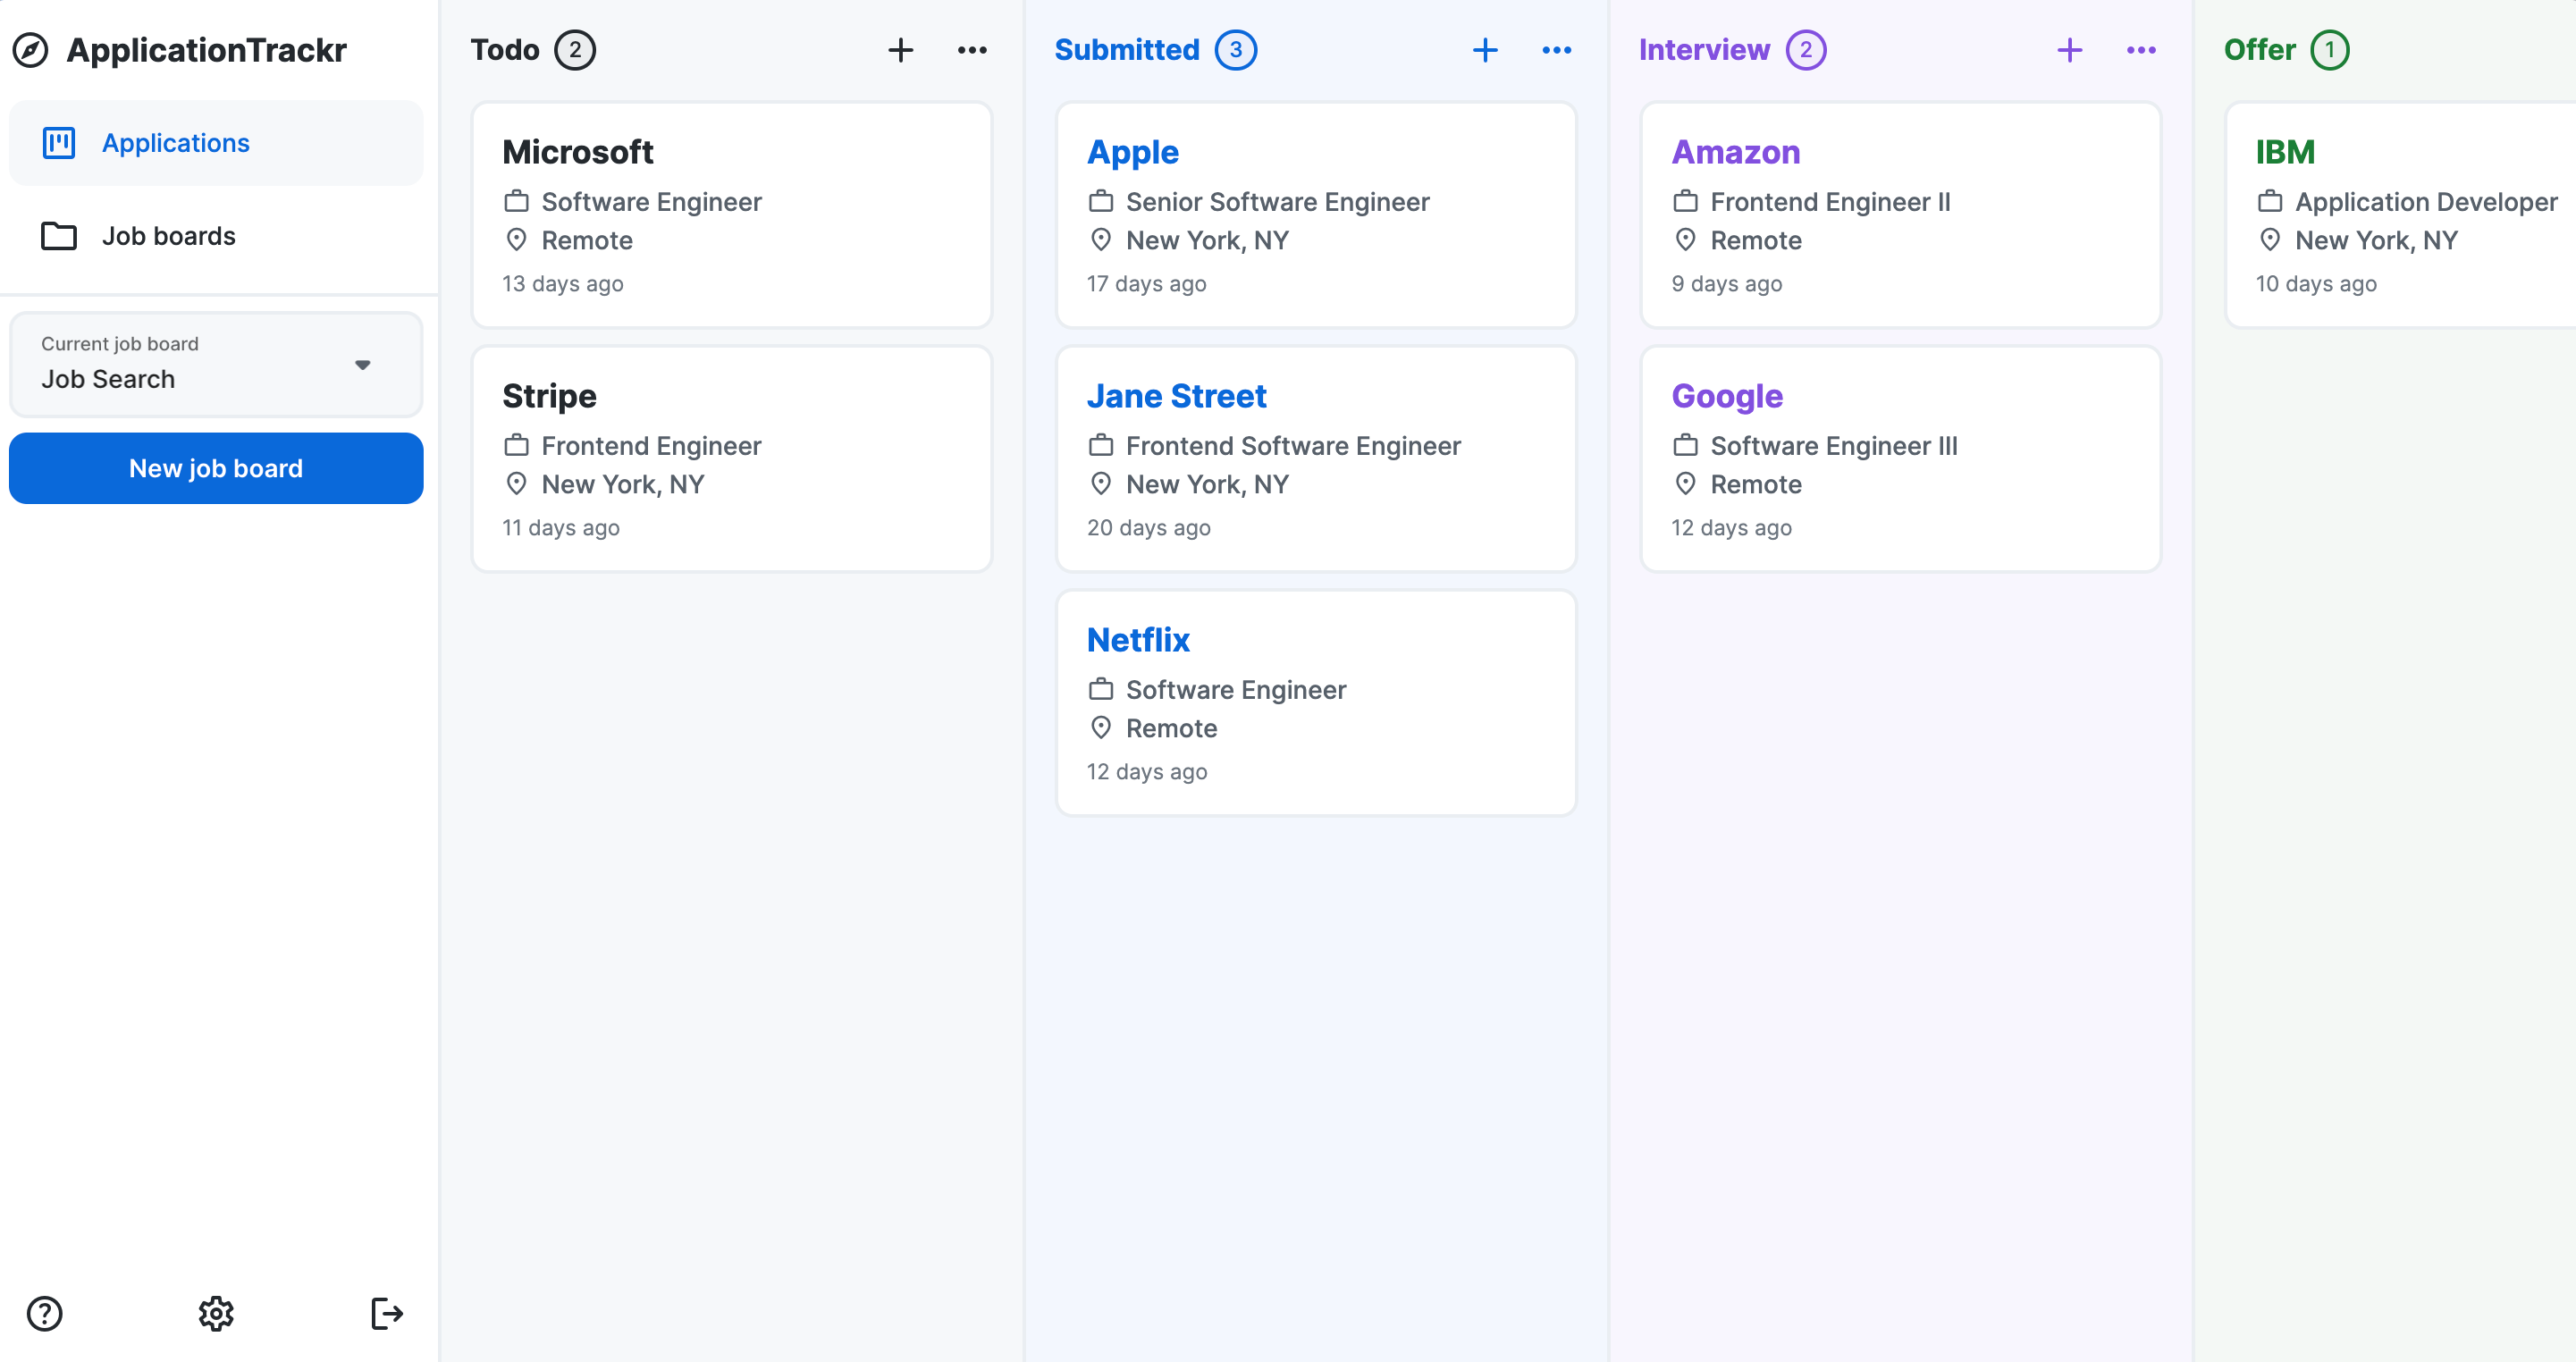 ApplicationTrackr
Applications
Job boards
Current job board
Job Search
New job board
Todo 2
Microsoft
Software Engineer
Remote
13 days ago
Stripe
Frontend Engineer
New York, NY
11 days ago
Submitted 3
Apple
Senior Software Engineer
New York, NY
17 days ago
Jane Street
Frontend Software Engineer
New York, NY
20 days ago
Netflix
Software Engineer
Remote
12 days ago
Interview 2
Amazon
Frontend Engineer II
Remote
9 days ago
Google
Software Engineer III
Remote
12 days ago
Offer 1
IBM
Application Developer
New York, NY
10 days ago